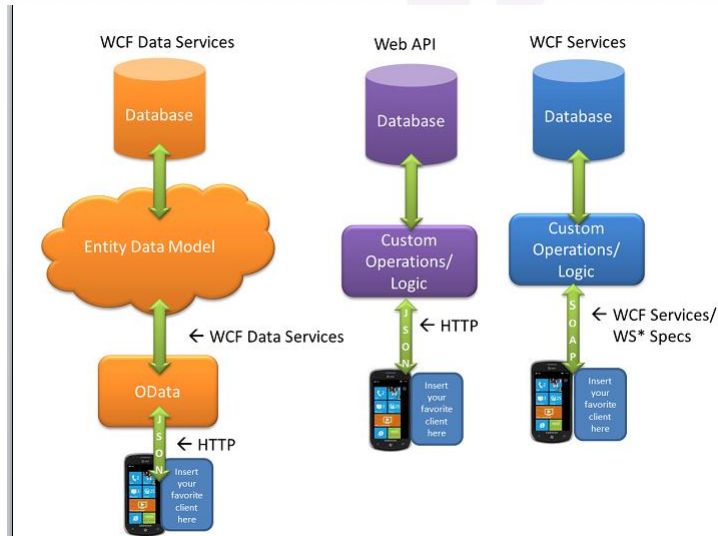 WCF Data Services
Database
Entity Data Model
← WCF Data Services
OData
JSON
← HTTP
Insert
your
favorite
client
here
Web API
Database
Custom
Operations/
Logic
JSON
← HTTP
Insert
your
favorite
client
here
WCF Services
Database
Custom
Operations/
Logic
SOAP
← WCF Services/
WS* Specs
Insert
your
favorite
client
here